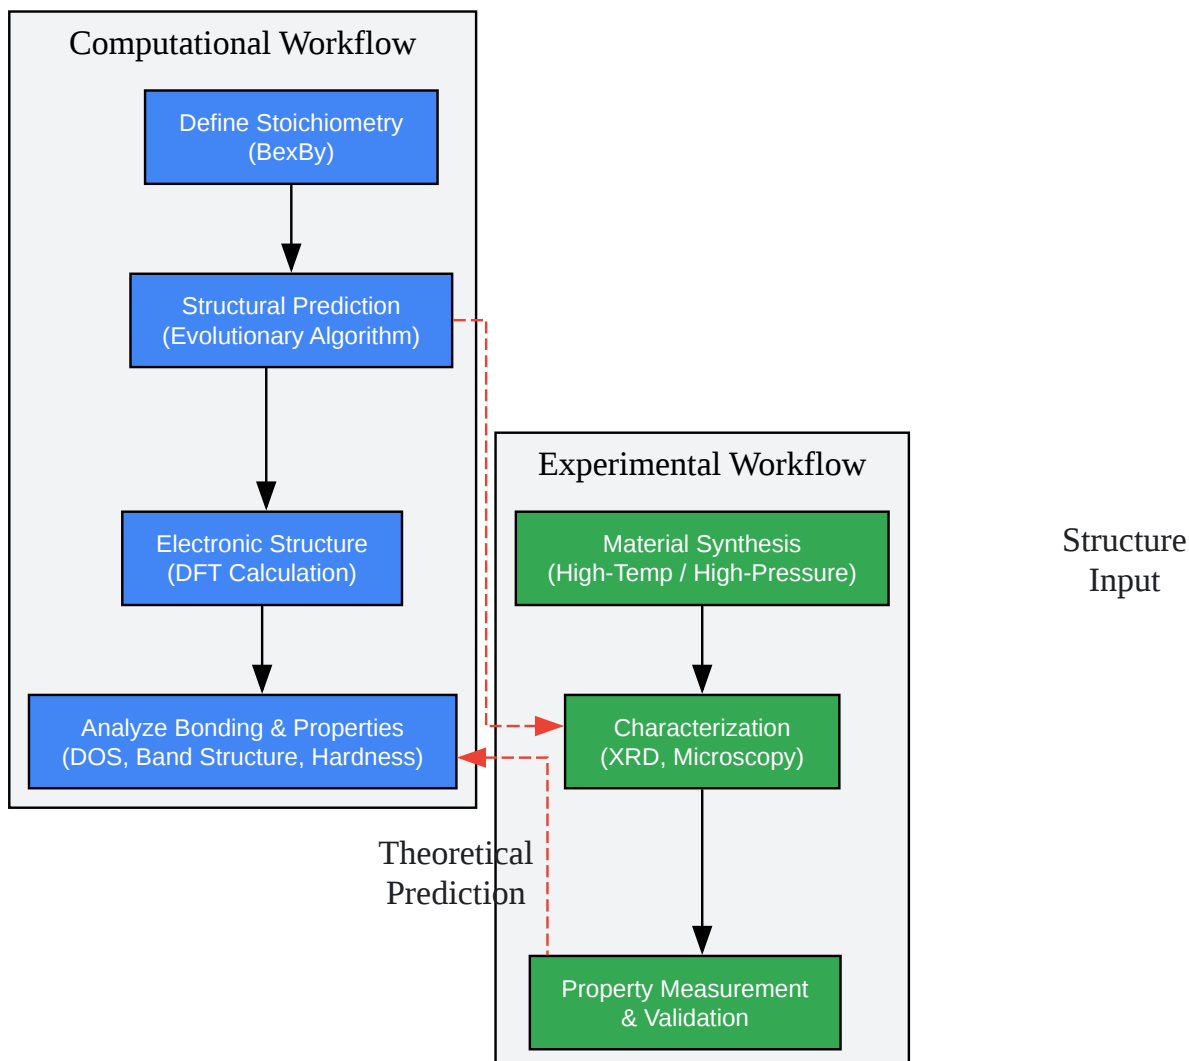 Computational Workflow
Define Stoichiometry
(BexBy)
Structural Prediction
(Evolutionary Algorithm)
Electronic Structure
(DFT Calculation)
Analyze Bonding & Properties
(DOS, Band Structure, Hardness)
Experimental Workflow
Material Synthesis
(High-Temp / High-Pressure)
Characterization
(XRD, Microscopy)
Property Measurement
& Validation
Theoretical
Prediction
Structure
Input